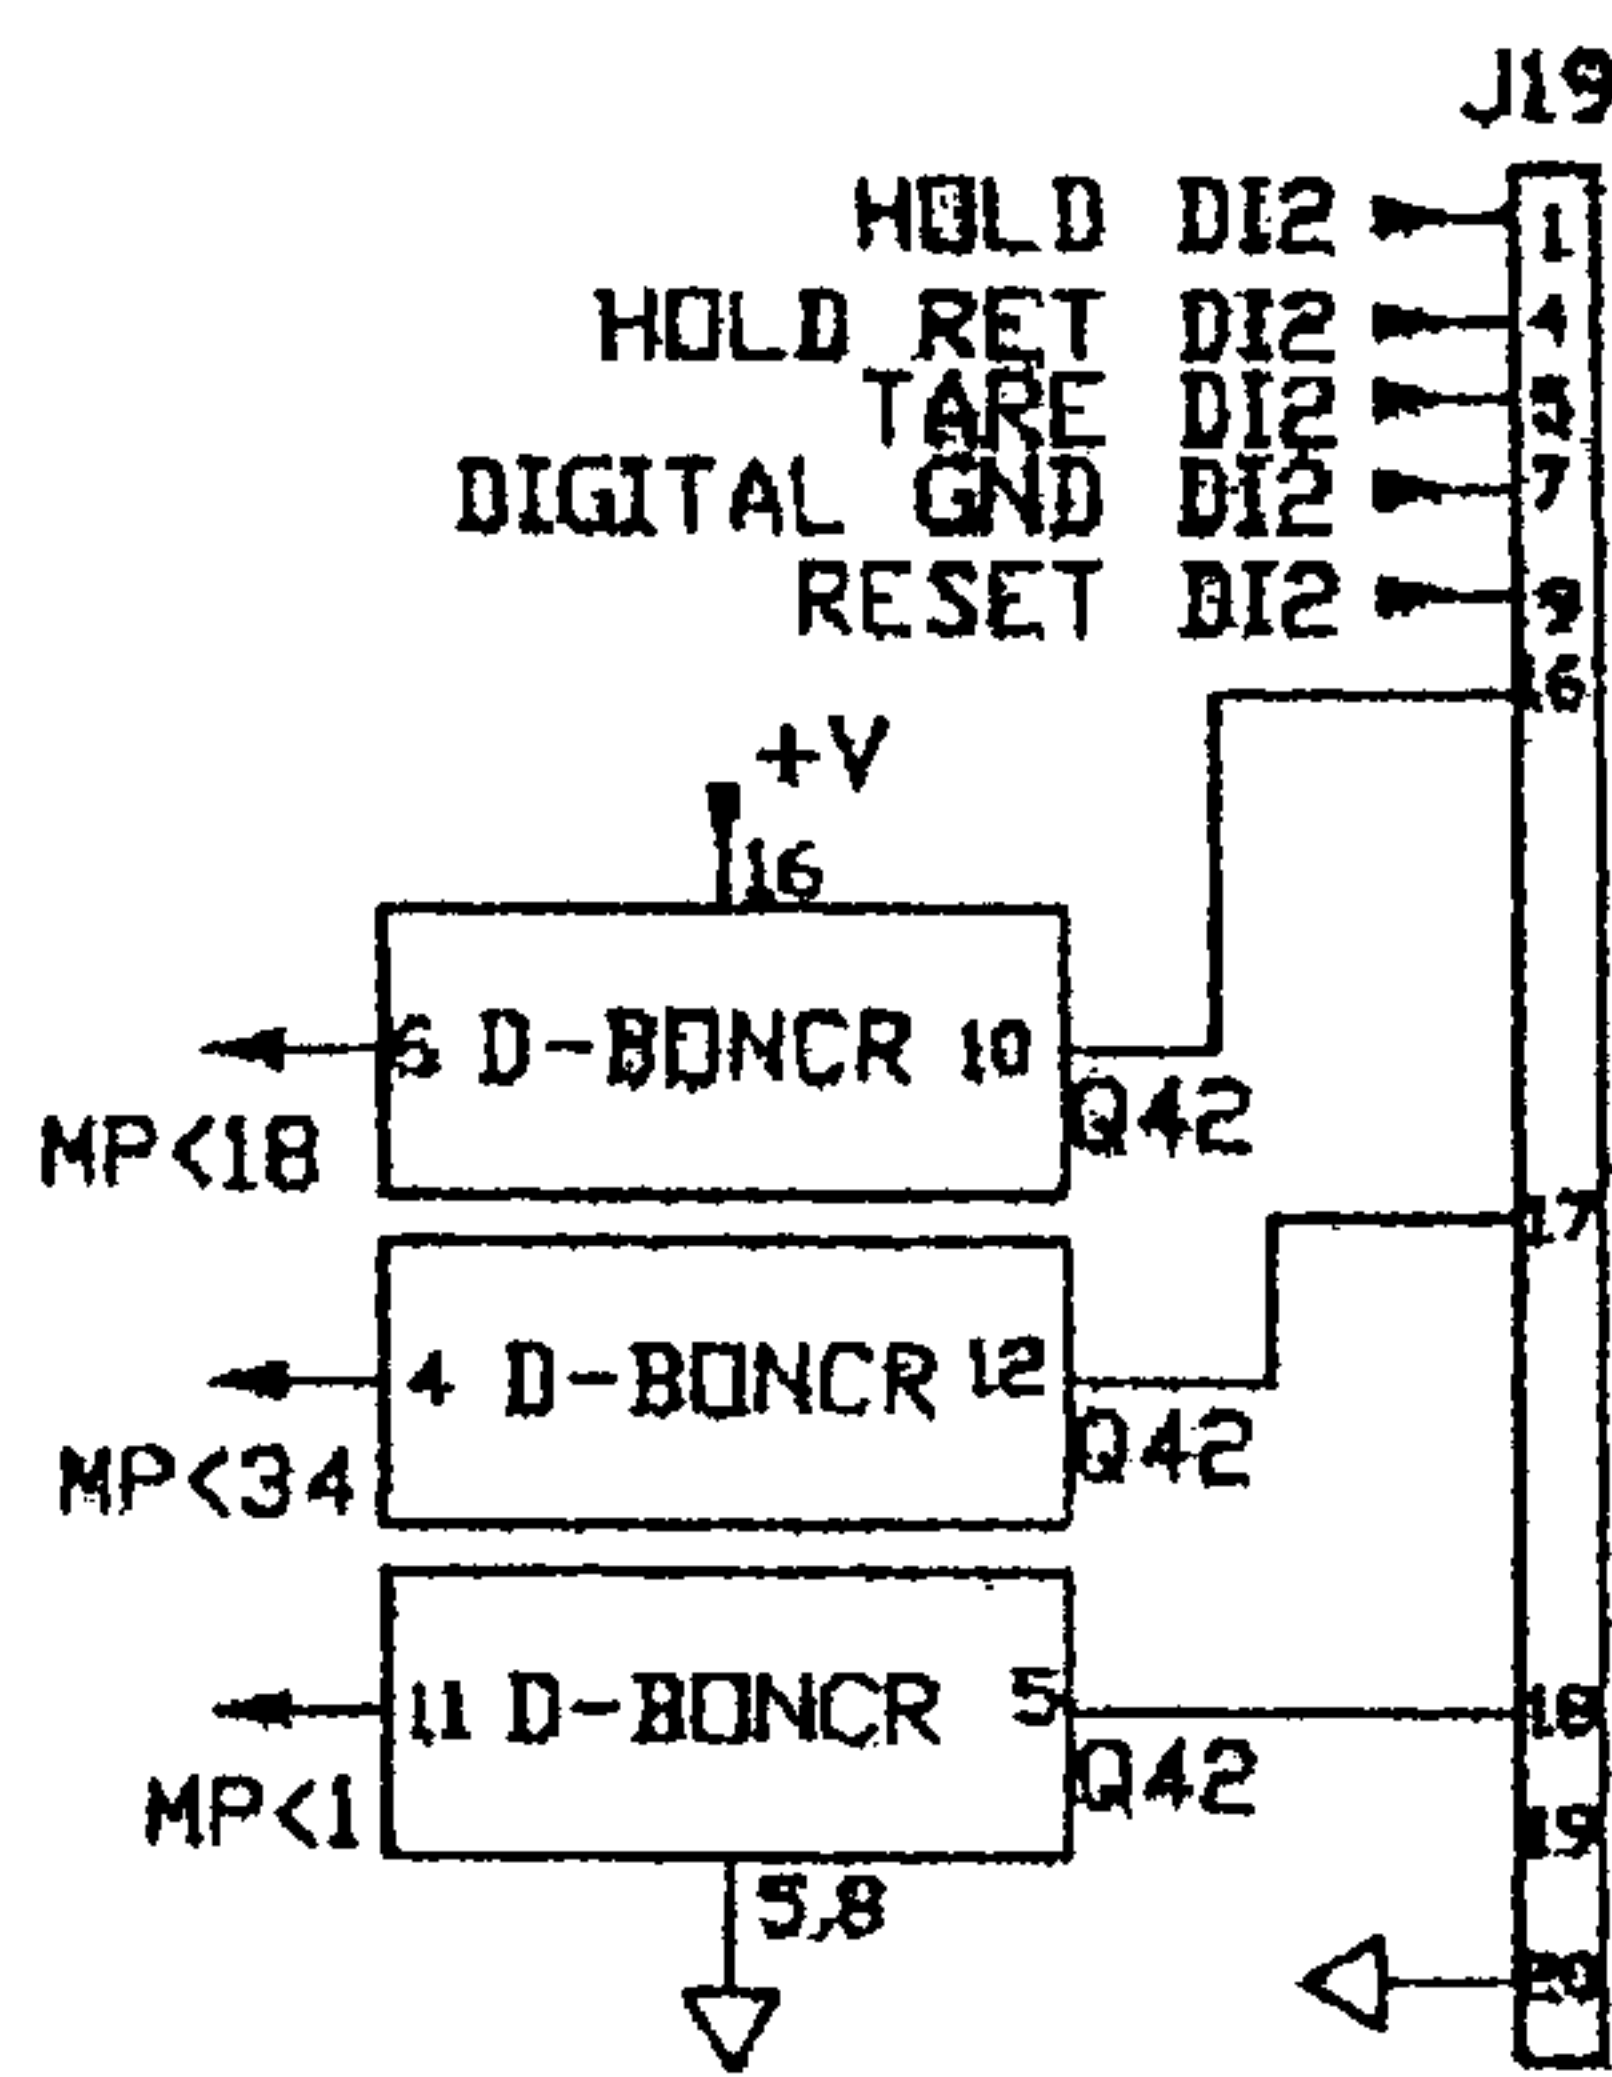 J19
HOLD DI2 1
HOLD RET DI2 4
TARE DI2 5
DIGITAL GND DI2 7
RESET DI2 9
16
+V
16
6 D-BONCR 10
Q42
MP<18
17
4 D-BONCR 12
Q42
MP<34
11 D-BONCR 5
18
Q42
MP<1
19
5,8
20